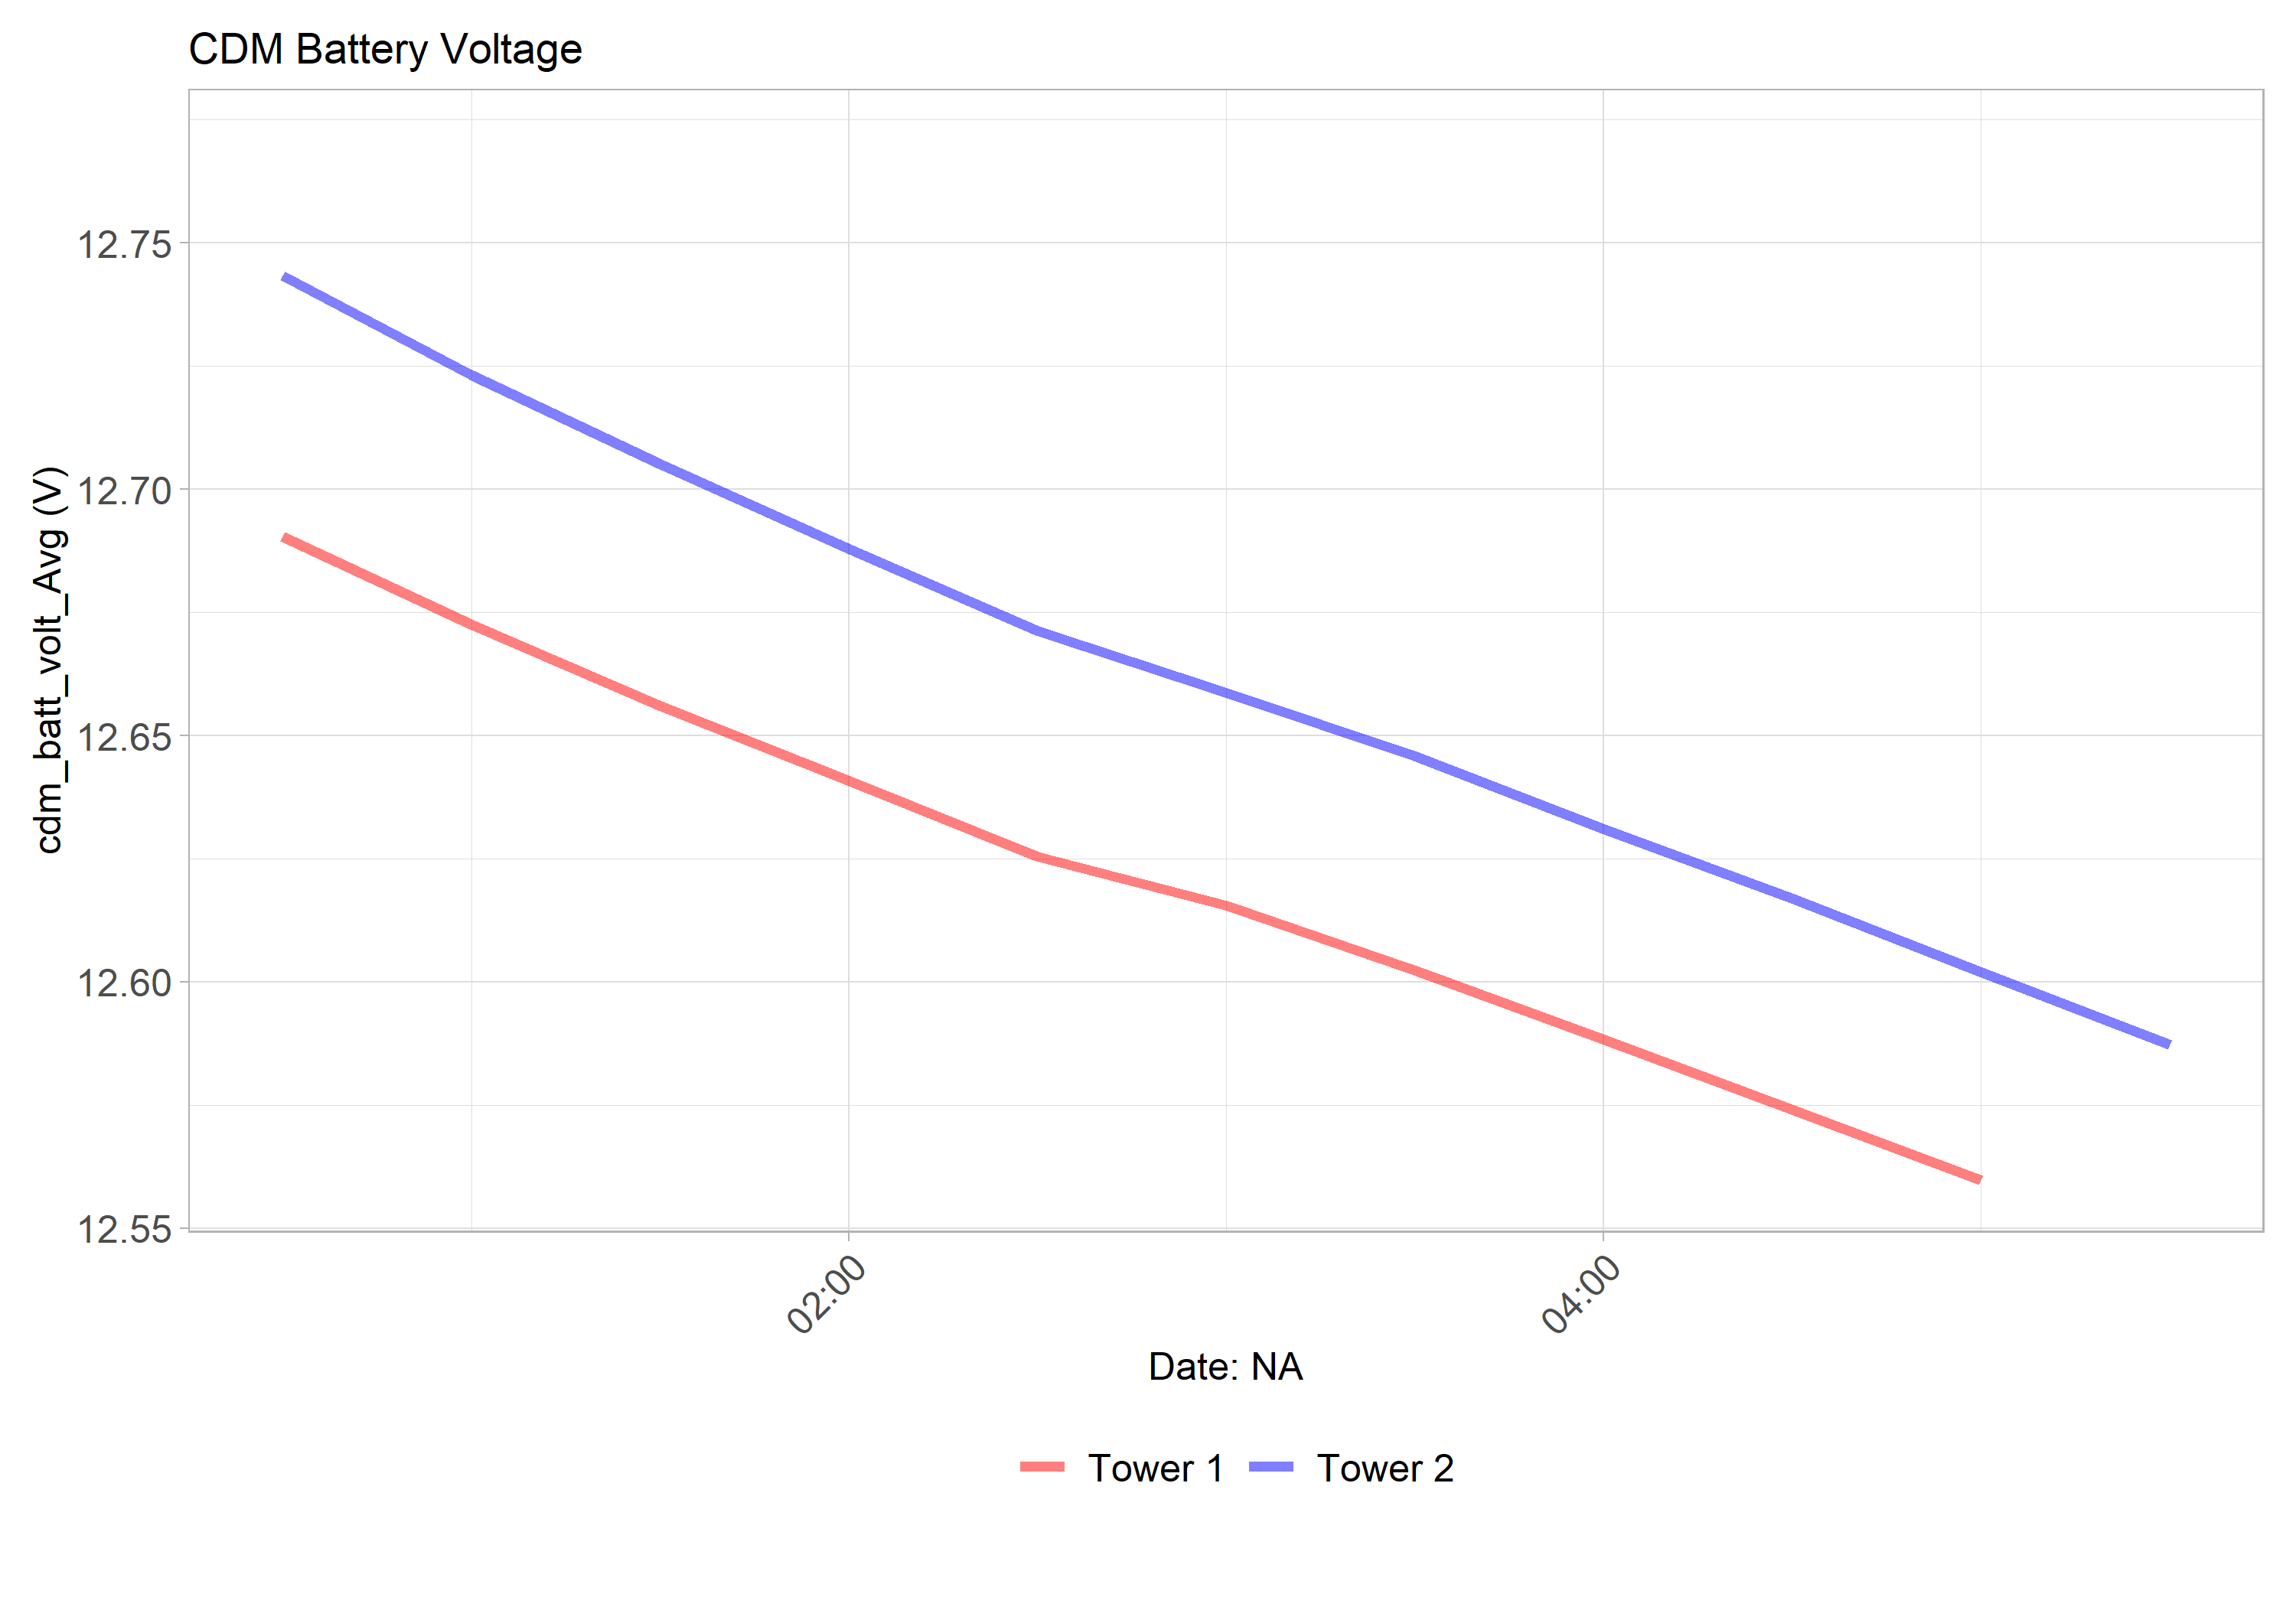 CDM Battery Voltage
cdm_batt_volt_Avg (V)
12.75
12.70
12.65
12.60
12.55
02:00
04:00
Date: NA
Tower 1
Tower 2